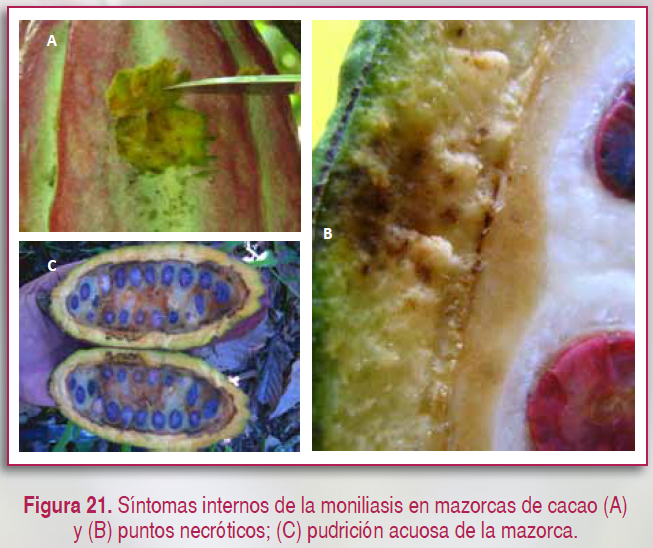 A
B
C
Figura 21. Síntomas internos de la moniliasis en mazorcas de cacao (A)
y (B) puntos necróticos; (C) pudrición acuosa de la mazorca.